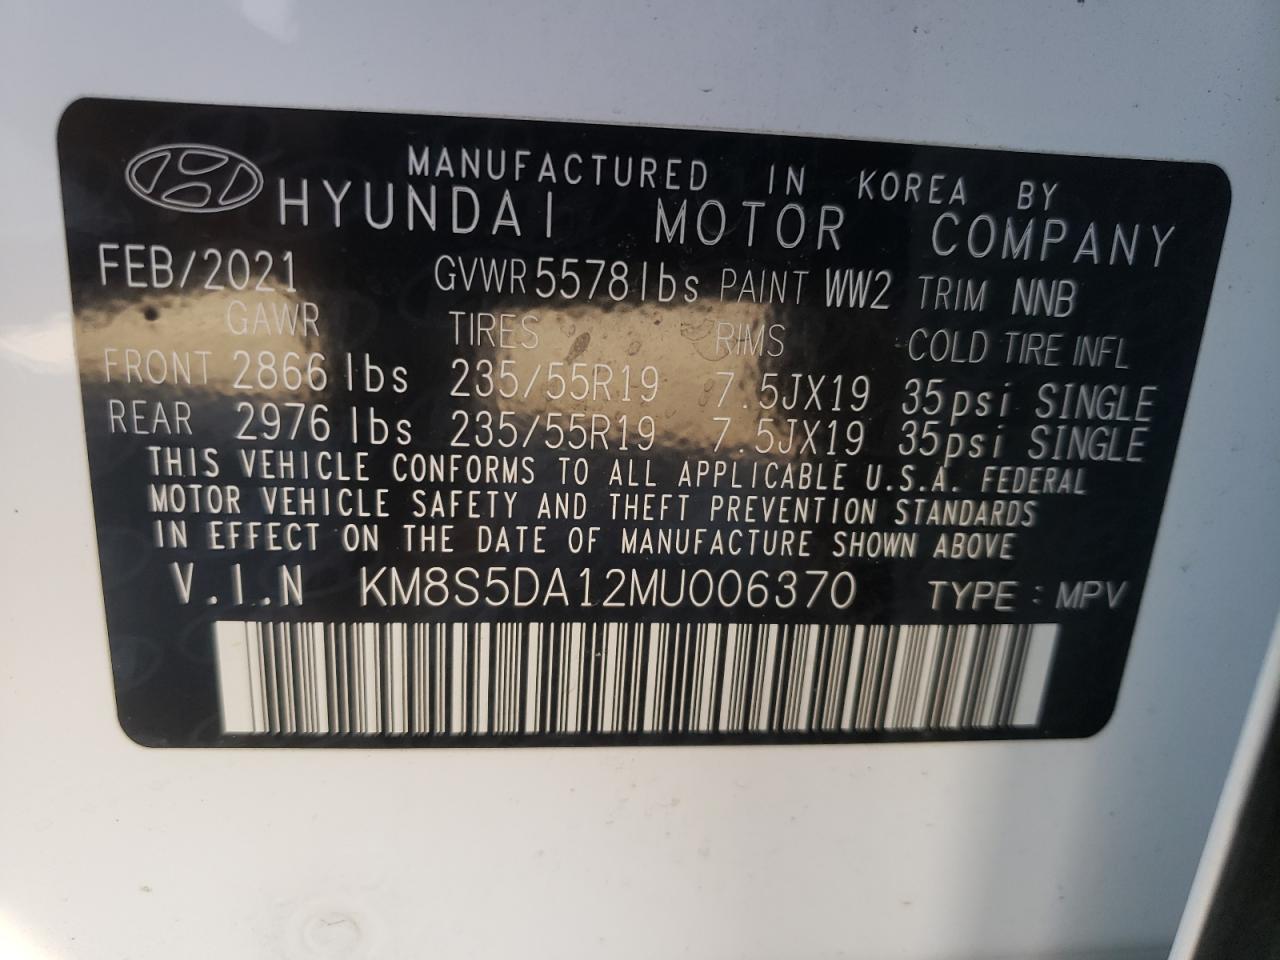 MANUFACTURED IN KOREA BY
HYUNDAI MOTOR COMPANY
FEB/2021 GVWR 5578 lbs PAINT WW2 TRIM NNB
GAWR TIRES RIMS COLD TIRE INFL
FRONT 2866 lbs 235/55R19 7.5JX19 35psi SINGLE
REAR 2976 lbs 235/55R19 7.5JX19 35psi SINGLE
THIS VEHICLE CONFORMS TO ALL APPLICABLE U.S.A. FEDERAL
MOTOR VEHICLE SAFETY AND THEFT PREVENTION STANDARDS
IN EFFECT ON THE DATE OF MANUFACTURE SHOWN ABOVE
V.I.N KM8S5DA12MU006370 TYPE : MPV